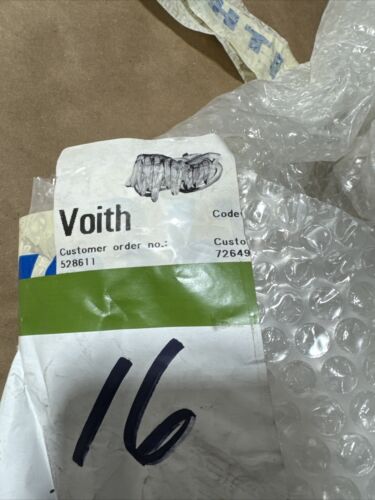 Voith
Code
Customer order no.:
Custo
528611
72649
16